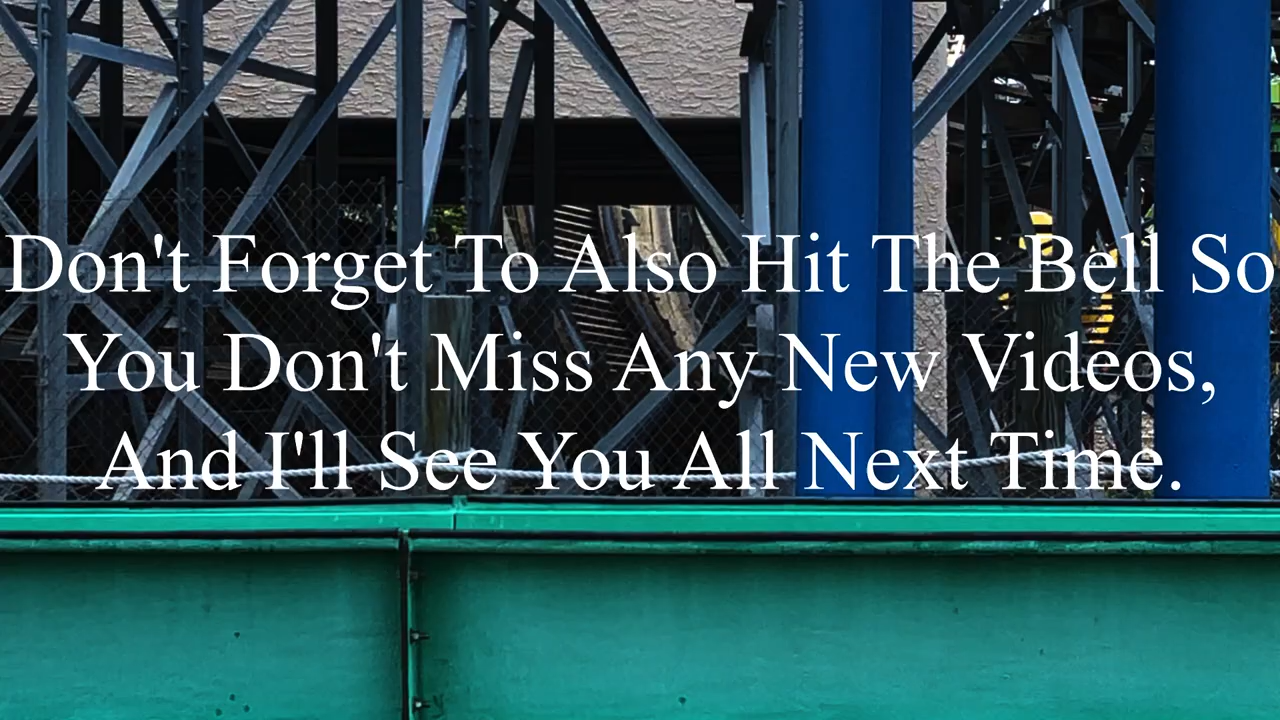 Don't Forget To Also Hit The Bell So
You Don't Miss Any New Videos,
And I'll See You All Next Time.